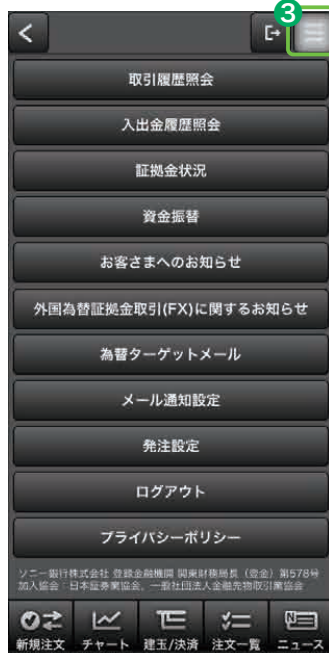 3
取引履歴照会
入出金履歴照会
証拠金状況
資金振替
お客さまへのお知らせ
外国為替証拠金取引(FX)に関するお知らせ
為替ターゲットメール
メール通知設定
発注設定
ログアウト
プライバシーポリシー
ソニー銀行株式会社 登録金融機関 関東財務局長（登金）第578号
加入協会：日本証券業協会、一般社団法人金融先物取引業協会
新規注文 チャート 建玉/決済 注文一覧 ニュース